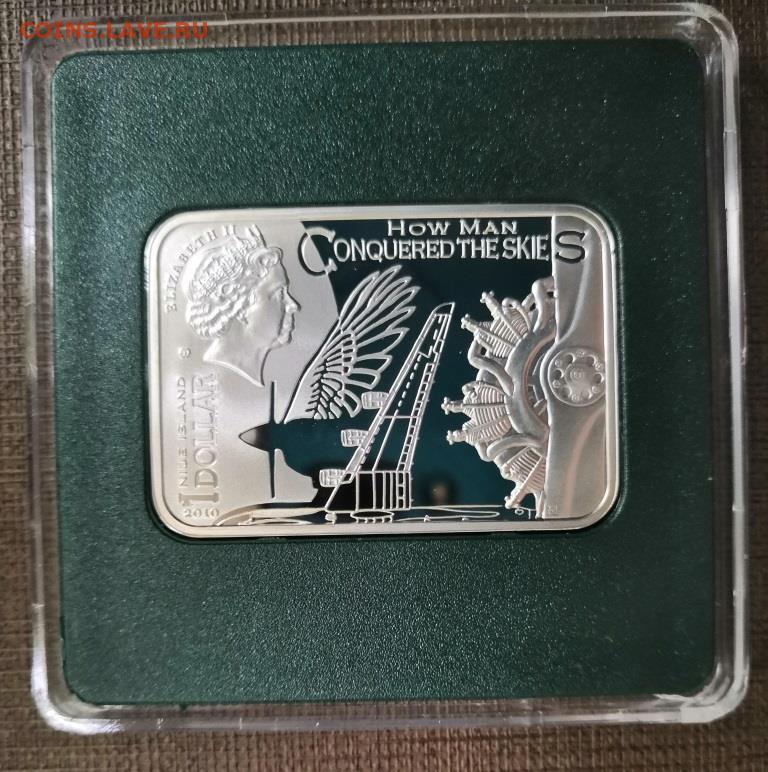 COINS.LAVE.RU
HOW MAN
CONQUERED THE SKIES
ELIZABETH II
NIUE ISLAND
1 DOLLAR
2010